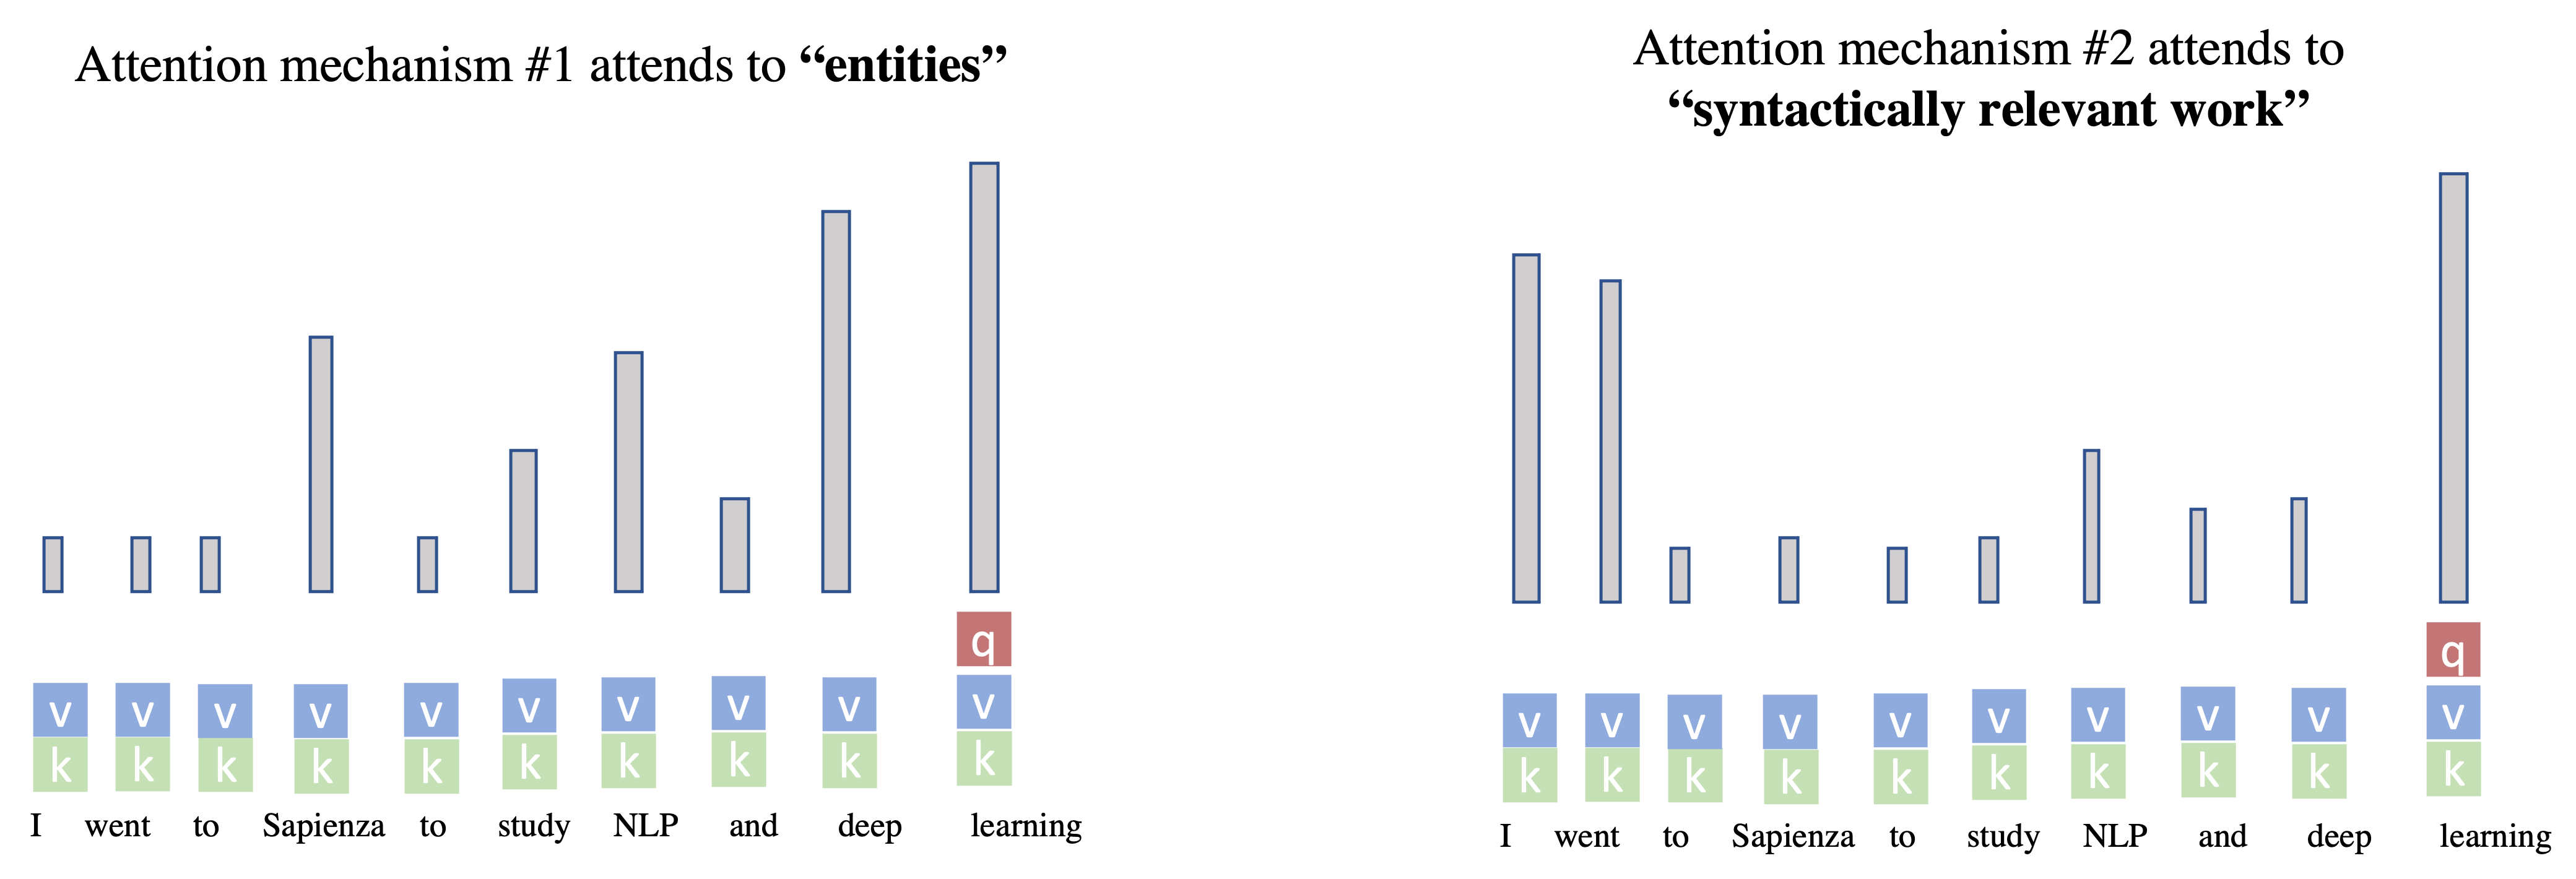 Attention mechanism #1 attends to “entities”
q
v v v v v v v v v v
k k k k k k k k k k
I went to Sapienza to study NLP and deep learning
Attention mechanism #2 attends to
“syntactically relevant work”
q
v v v v v v v v v v
k k k k k k k k k k
I went to Sapienza to study NLP and deep learning